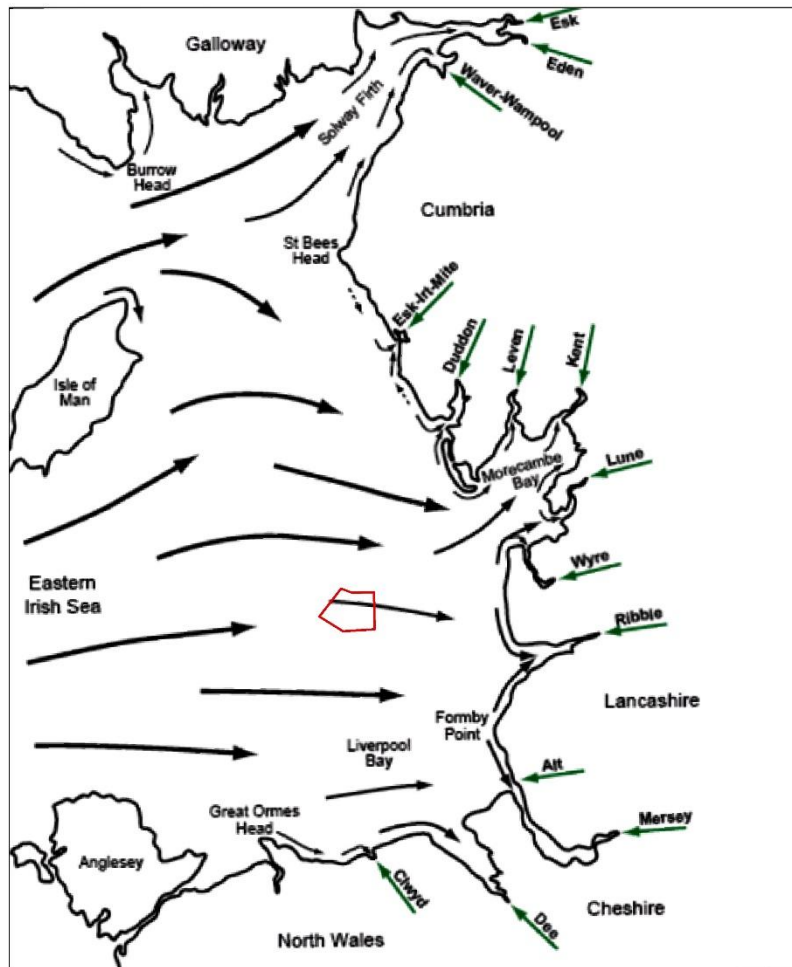 Esk
Galloway
Eden
Waver-Wampool
Solway Firth
Burrow
Head
Cumbria
St Bees
Head
Esk-Irt-Mite
Duddon
Leven
Kent
Isle of
Man
Morecambe
Bay
Lune
Wyre
Eastern
Irish Sea
Ribble
Lancashire
Formby
Point
Liverpool
Bay
Alt
Great Ormes
Head
Mersey
Anglesey
Clwyd
Cheshire
Dee
North Wales